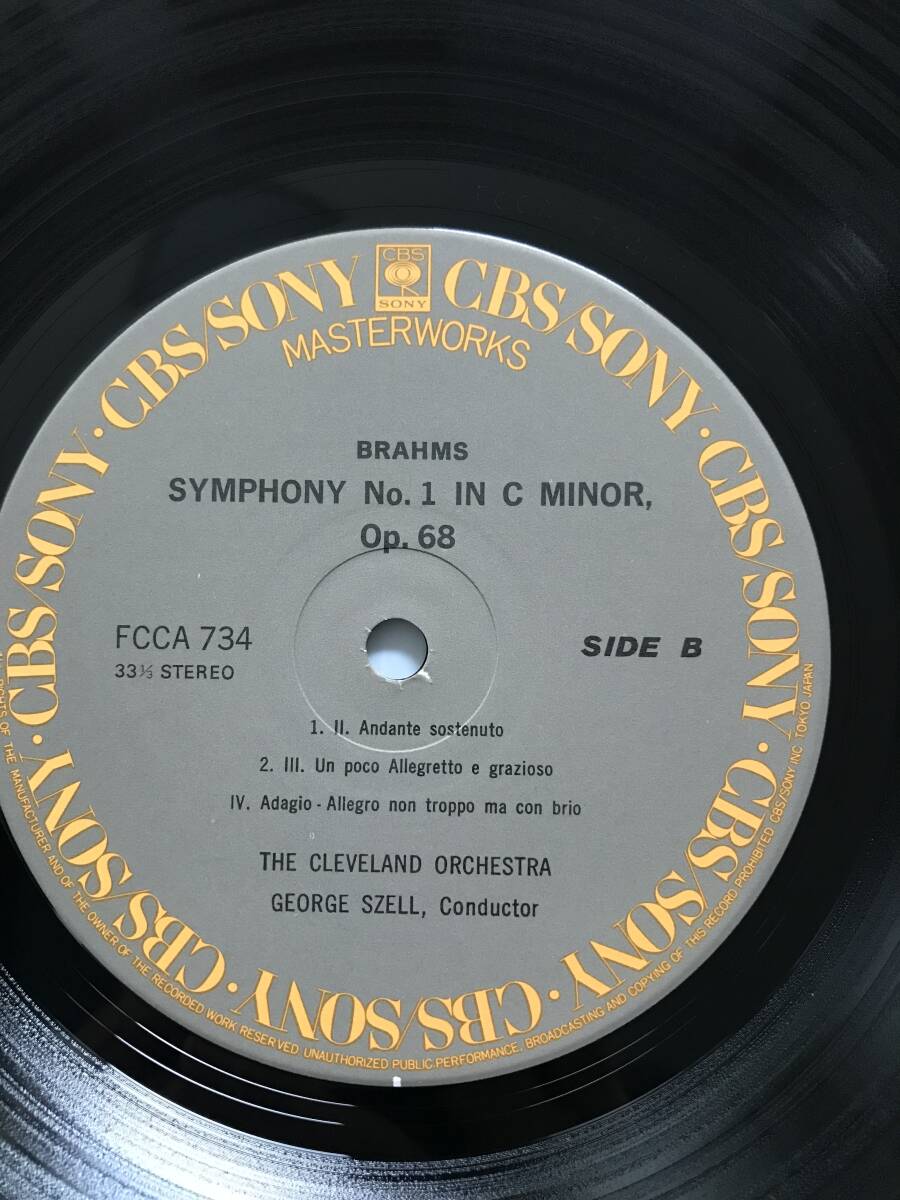 CBS
SONY
CBS/SONY · CBS/SONY · CBS/SONY · CBS/SONY · CBS/SONY · CBS/SONY · CBS/SONY · CBS/SONY
MASTERWORKS
BRAHMS
SYMPHONY No. 1 IN C MINOR,
Op. 68
FCCA 734
33⅓ STEREO
SIDE B
1. II. Andante sostenuto
2. III. Un poco Allegretto e grazioso
IV. Adagio - Allegro non troppo ma con brio
THE CLEVELAND ORCHESTRA
GEORGE SZELL, Conductor
RIGHTS OF THE MANUFACTURER AND OF THE OWNER OF THE RECORDED WORK RESERVED UNAUTHORIZED PUBLIC PERFORMANCE, BROADCASTING AND COPYING OF THIS RECORD PROHIBITED CBS/SONY INC TOKYO JAPAN